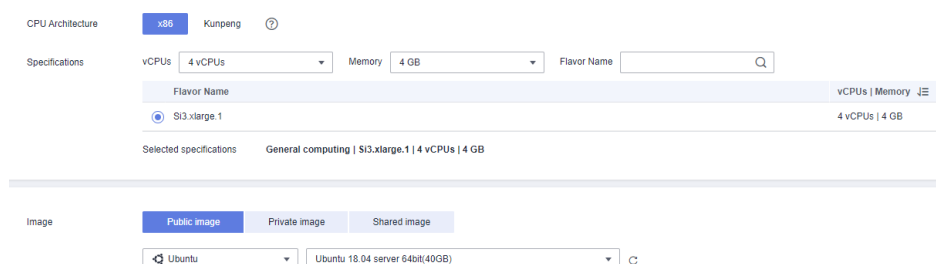 CPU Architecture x86 Kunpeng ?
Specifications vCPUs 4 vCPUs Memory 4 GB Flavor Name
Flavor Name vCPUs | Memory
Si3.xlarge.1 4 vCPUs | 4 GB
Selected specifications General computing | Si3.xlarge.1 | 4 vCPUs | 4 GB
Image Public image Private image Shared image
Ubuntu Ubuntu 18.04 server 64bit(40GB)